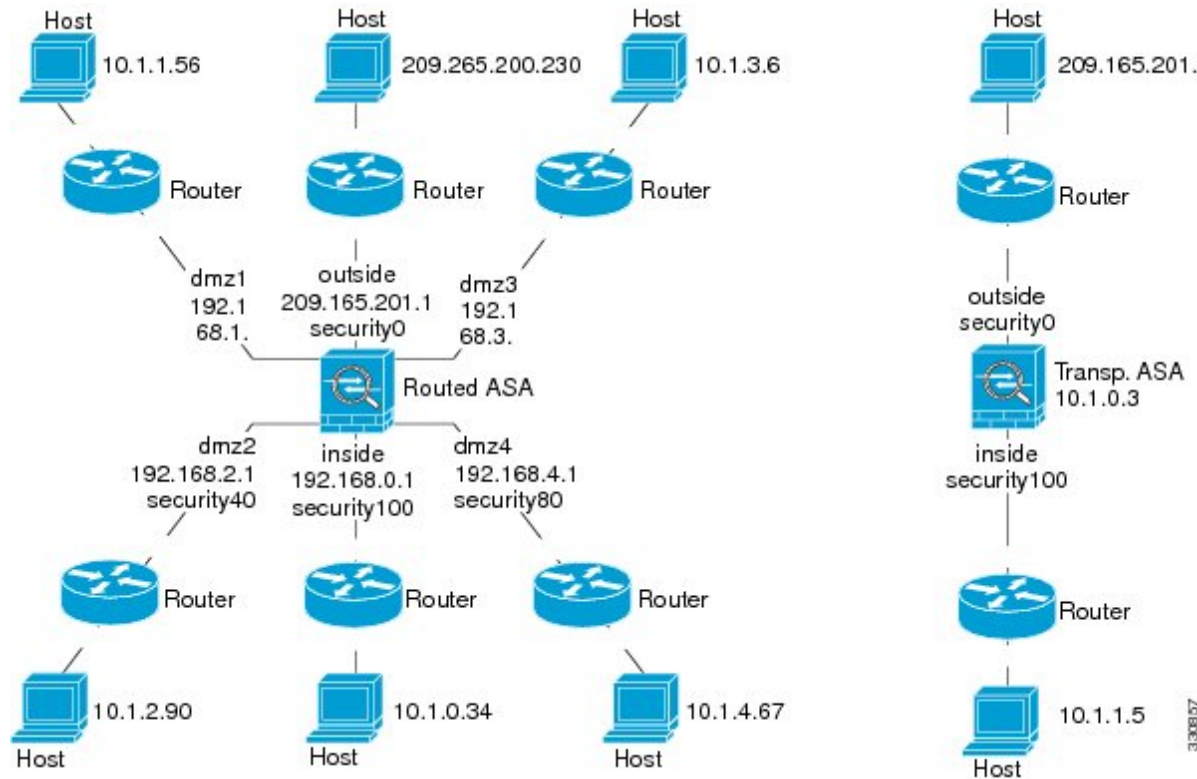 Host
Host
Host
Host
10.1.1.56
209.265.200.230
10.1.3.6
209.165.201.
Router
Router
Router
Router
dmz1
192.1
68.1.
outside
209.165.201.1
security0
dmz3
192.1
68.3.
outside
security0
Routed ASA
Transp. ASA
10.1.0.3
dmz2
192.168.2.1
security40
inside
192.168.0.1
security100
dmz4
192.168.4.1
security80
inside
security100
Router
Router
Router
Router
10.1.2.90
10.1.0.34
10.1.4.67
10.1.1.5
Host
Host
Host
Host